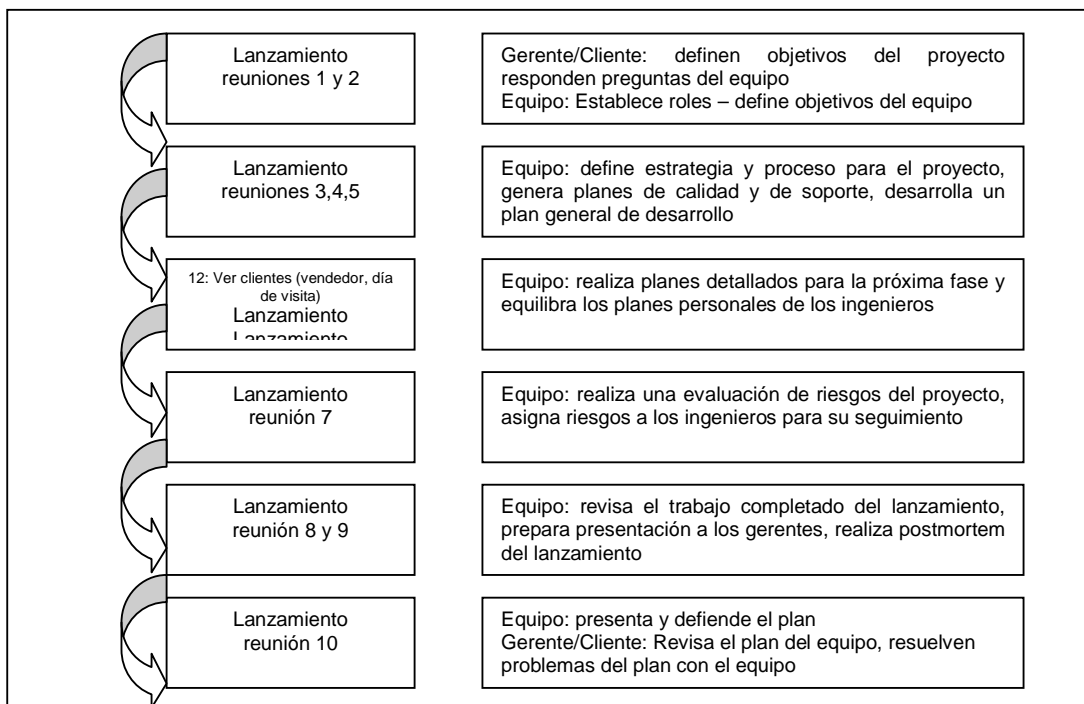 Lanzamiento
reuniones 1 y 2
Gerente/Cliente: definen objetivos del proyecto
responden preguntas del equipo
Equipo: Establece roles – define objetivos del equipo
Lanzamiento
reuniones 3,4,5
Equipo: define estrategia y proceso para el proyecto,
genera planes de calidad y de soporte, desarrolla un
plan general de desarrollo
12: Ver clientes (vendedor, día
de visita)
Lanzamiento
Lanzamiento
Equipo: realiza planes detallados para la próxima fase y
equilibra los planes personales de los ingenieros
Lanzamiento
reunión 7
Equipo: realiza una evaluación de riesgos del proyecto,
asigna riesgos a los ingenieros para su seguimiento
Lanzamiento
reunión 8 y 9
Equipo: revisa el trabajo completado del lanzamiento,
prepara presentación a los gerentes, realiza postmortem
del lanzamiento
Lanzamiento
reunión 10
Equipo: presenta y defiende el plan
Gerente/Cliente: Revisa el plan del equipo, resuelven
problemas del plan con el equipo